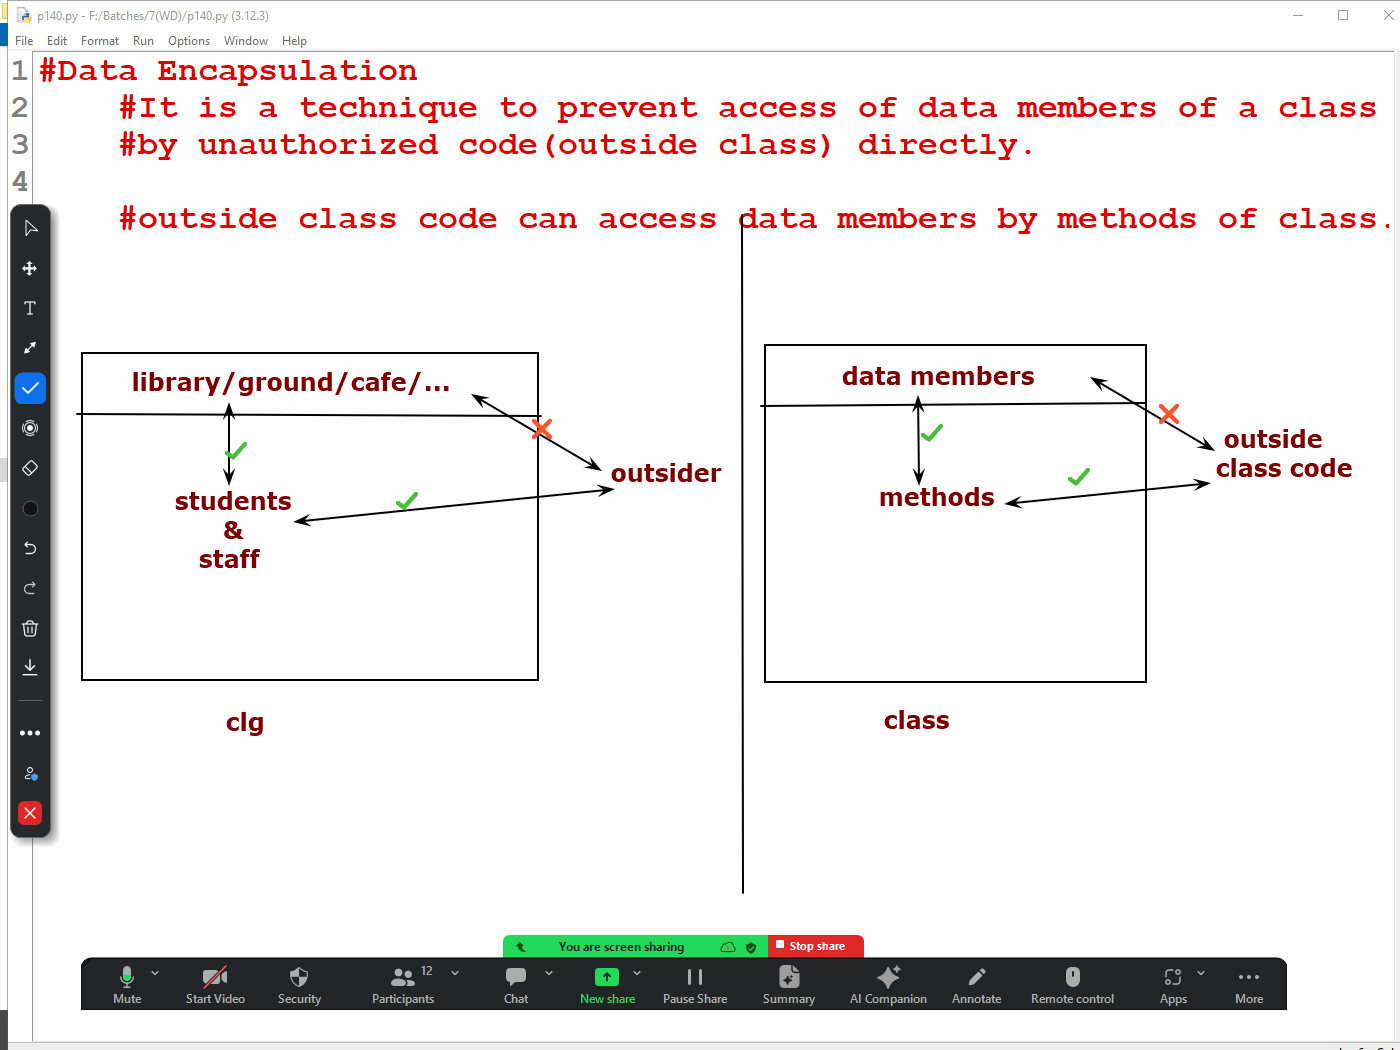 p140.py - F:/Batches/7(WD)/p140.py (3.12.3)
File Edit Format Run Options Window Help
1 #Data Encapsulation
2 #It is a technique to prevent access of data members of a class
3 #by unauthorized code(outside class) directly.
4
#outside class code can access data members by methods of class.
library/ground/cafe/...
students
&
staff
outsider
clg
data members
methods
outside
class code
class
You are screen sharing
Stop share
Mute
Start Video
Security
Participants 12
Chat
New share
Pause Share
Summary
AI Companion
Annotate
Remote control
Apps
More